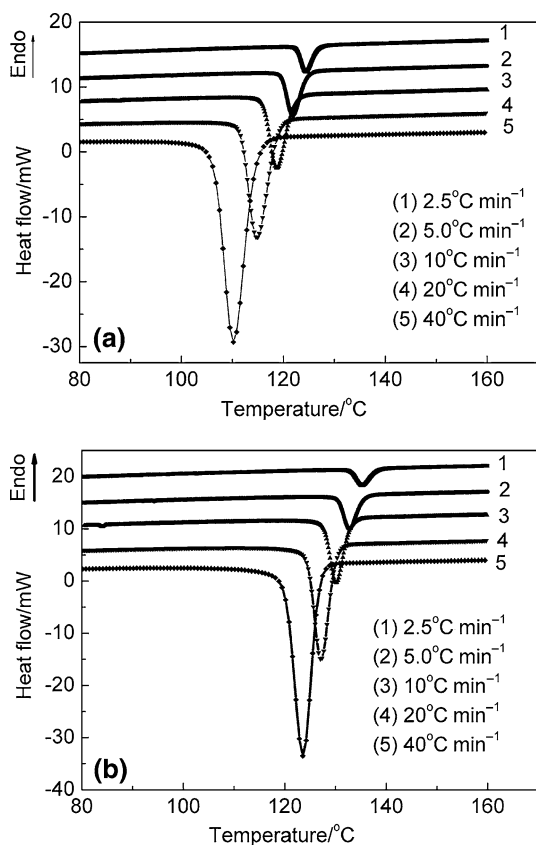 Endo
20
10
0
-10
-20
-30
Heat flow/mW
1
2
3
4
5
(1) 2.5°C min⁻¹
(2) 5.0°C min⁻¹
(3) 10°C min⁻¹
(4) 20°C min⁻¹
(5) 40°C min⁻¹
(a)
80 100 120 140 160
Temperature/°C
Endo
20
10
0
-10
-20
-30
-40
Heat flow/mW
1
2
3
4
5
(1) 2.5°C min⁻¹
(2) 5.0°C min⁻¹
(3) 10°C min⁻¹
(4) 20°C min⁻¹
(5) 40°C min⁻¹
(b)
80 100 120 140 160
Temperature/°C